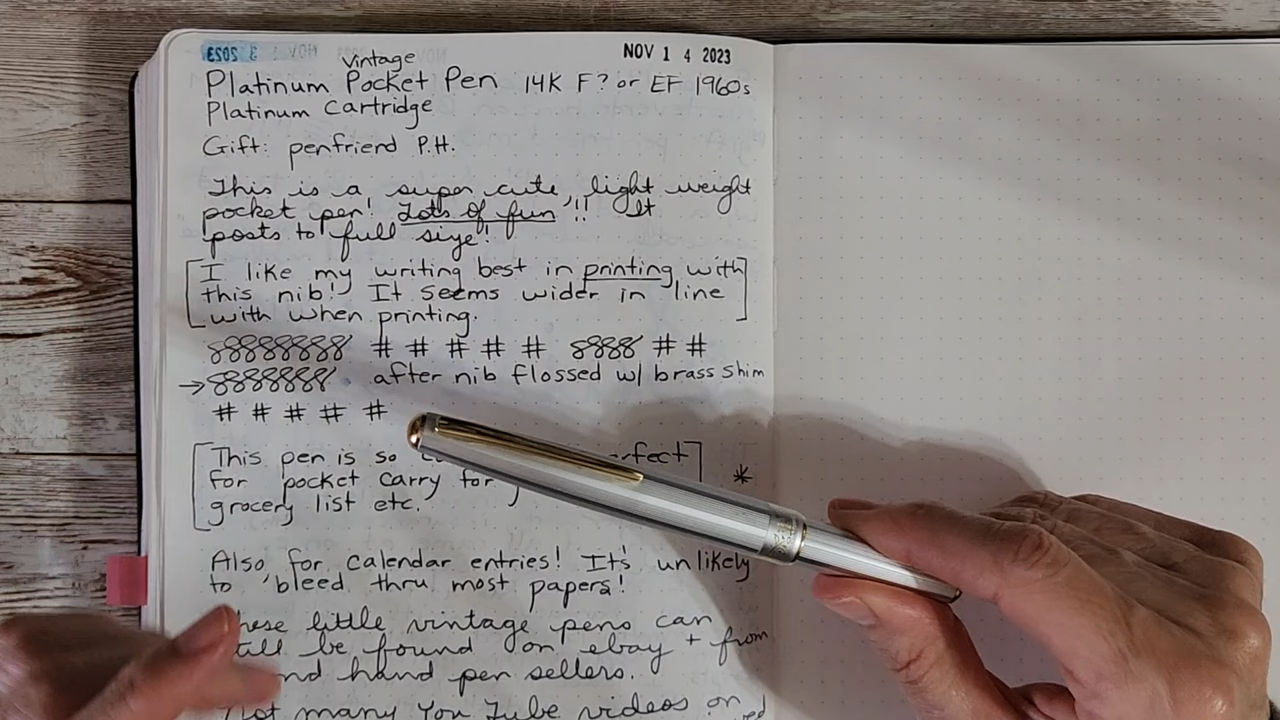 NOV 1 4 2023
Vintage
Platinum Pocket Pen 14K F? or EF 1960s
Platinum Cartridge
Gift: penfriend P.H.
This is a super cute, light weight
pocket pen! Lots of fun!! It
posts to full size!
[I like my writing best in printing with
this nib! It seems wider in line
with when printing.]
88888888 # # # # # 8888 # #
→ 8888888 after nib flossed w/ brass shim
# # # # #
[This pen is so
for pocket carry for *
grocery list etc.
Also for calendar entries! It's unlikely
to bleed thru most papers!
little vintage pens can
be found on ebay + from
hand pen sellers.
many You Tube videos on